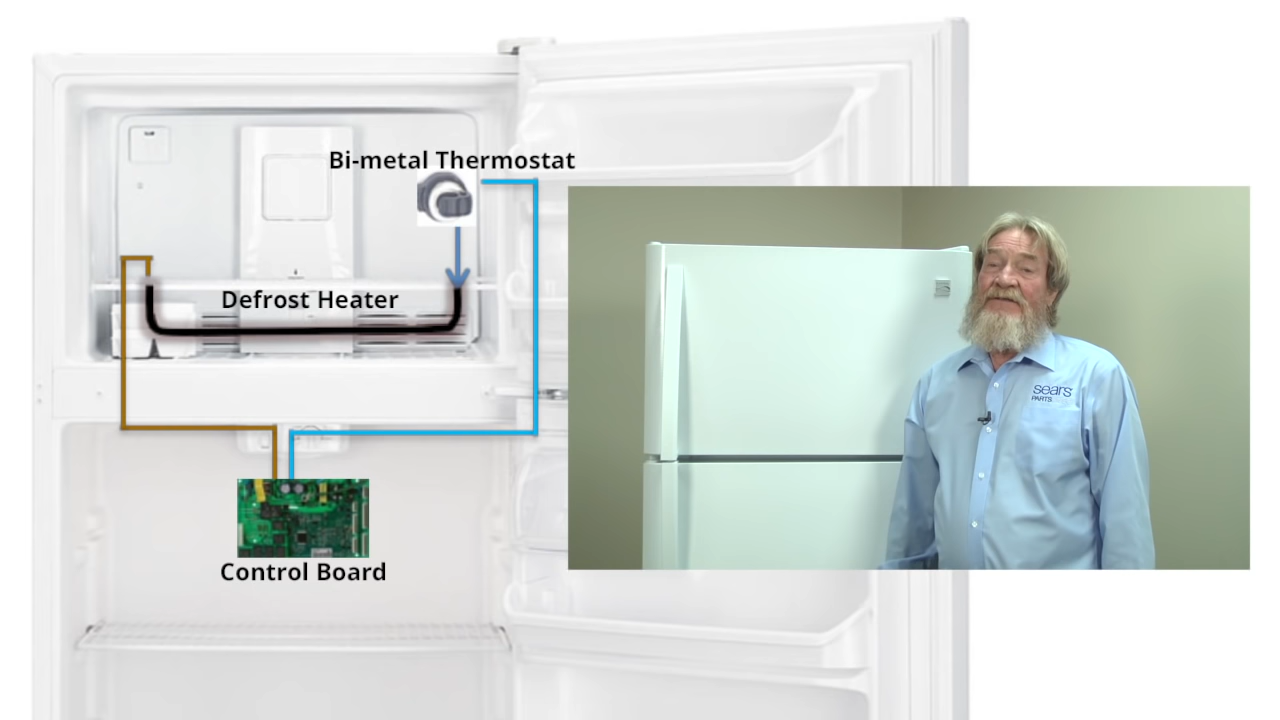 Bi-metal Thermostat
Defrost Heater
Control Board
sears
PARTS